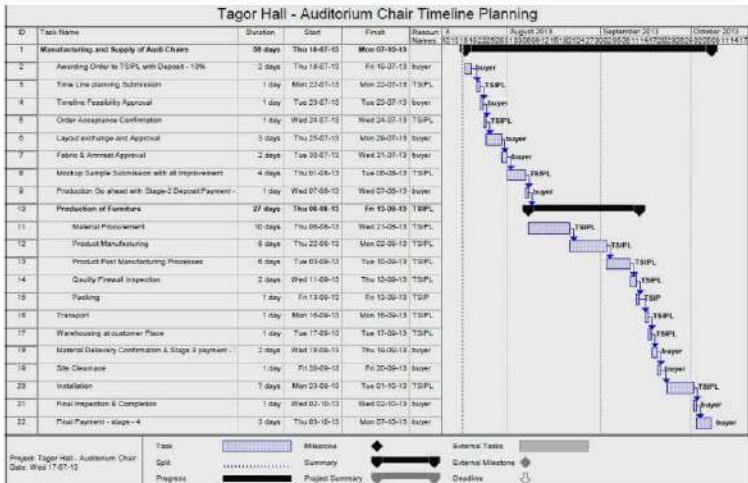 Tagor Hall - Auditorium Chair Timeline Planning
ID Task Name Duration Start Finish Resoun Names August 2013 September 2013 October 2013
1 Manufacturing and Supply of Audi Chairs 58 days Thu 18-07-13 Mon 07-10-13
2 Awarding Order to TSIPL with Deposit - 10% 2 days Thu 18-07-13 Fri 19-07-13 buyer
3 Time Line planning Submission 1 day Mon 22-07-13 Mon 22-07-13 TSIPL
4 Timeline Feasibility Approval 1 day Tue 23-07-13 Tue 23-07-13 buyer
5 Order Acceptance Confirmation 1 day Wed 24-07-13 Wed 24-07-13 TSIPL
6 Layout exchange and Approval 3 days Thu 25-07-13 Mon 29-07-13 buyer
7 Fabric & Armrest Approval 2 days Tue 30-07-13 Wed 31-07-13 buyer
8 Mockup Sample Submission with all improvement 4 days Thu 01-08-13 Tue 06-08-13 TSIPL
9 Production Go ahead with Stage-2 Deposit Payment - 1 day Wed 07-08-13 Wed 07-08-13 buyer
10 Production of Furniture 27 days Thu 08-08-13 Fri 13-09-13 TSIPL
11 Material Procurement 10 days Thu 08-08-13 Wed 21-08-13 TSIPL
12 Product Manufacturing 8 days Thu 22-08-13 Mon 02-09-13 TSIPL
13 Product Post Manufacturing Processes 6 days Tue 03-09-13 Tue 10-09-13 TSIPL
14 Qaulity Firewall Inspection 2 days Wed 11-09-13 Thu 12-09-13 TSIPL
15 Packing 1 day Fri 13-09-13 Fri 13-09-13 TSIP
16 Transport 1 day Mon 16-09-13 Mon 16-09-13 TSIPL
17 Warehousing at customer Place 1 day Tue 17-09-13 Tue 17-09-13 TSIPL
18 Material Delievery Confirmation & Stage 3 payment - 2 days Wed 18-09-13 Thu 19-09-13 buyer
19 Site Clearnace 1 day Fri 20-09-13 Fri 20-09-13 buyer
20 Installation 7 days Mon 23-09-13 Tue 01-10-13 TSIPL
21 Final Inspection & Completion 1 day Wed 02-10-13 Wed 02-10-13 buyer
22 Final Payment - stage - 4 3 days Thu 03-10-13 Mon 07-10-13 buyer
buyer
TSIPL
buyer
TSIPL
buyer
buyer
TSIPL
buyer
TSIPL
TSIPL
TSIPL
TSIPL
TSIP
TSIPL
TSIPL
buyer
buyer
TSIPL
buyer
buyer
Project: Tagor Hall - Auditorium Chair
Date: Wed 17-07-13
Task Milestone External Tasks
Split Summary External Milestone
Progress Project Summary Deadline